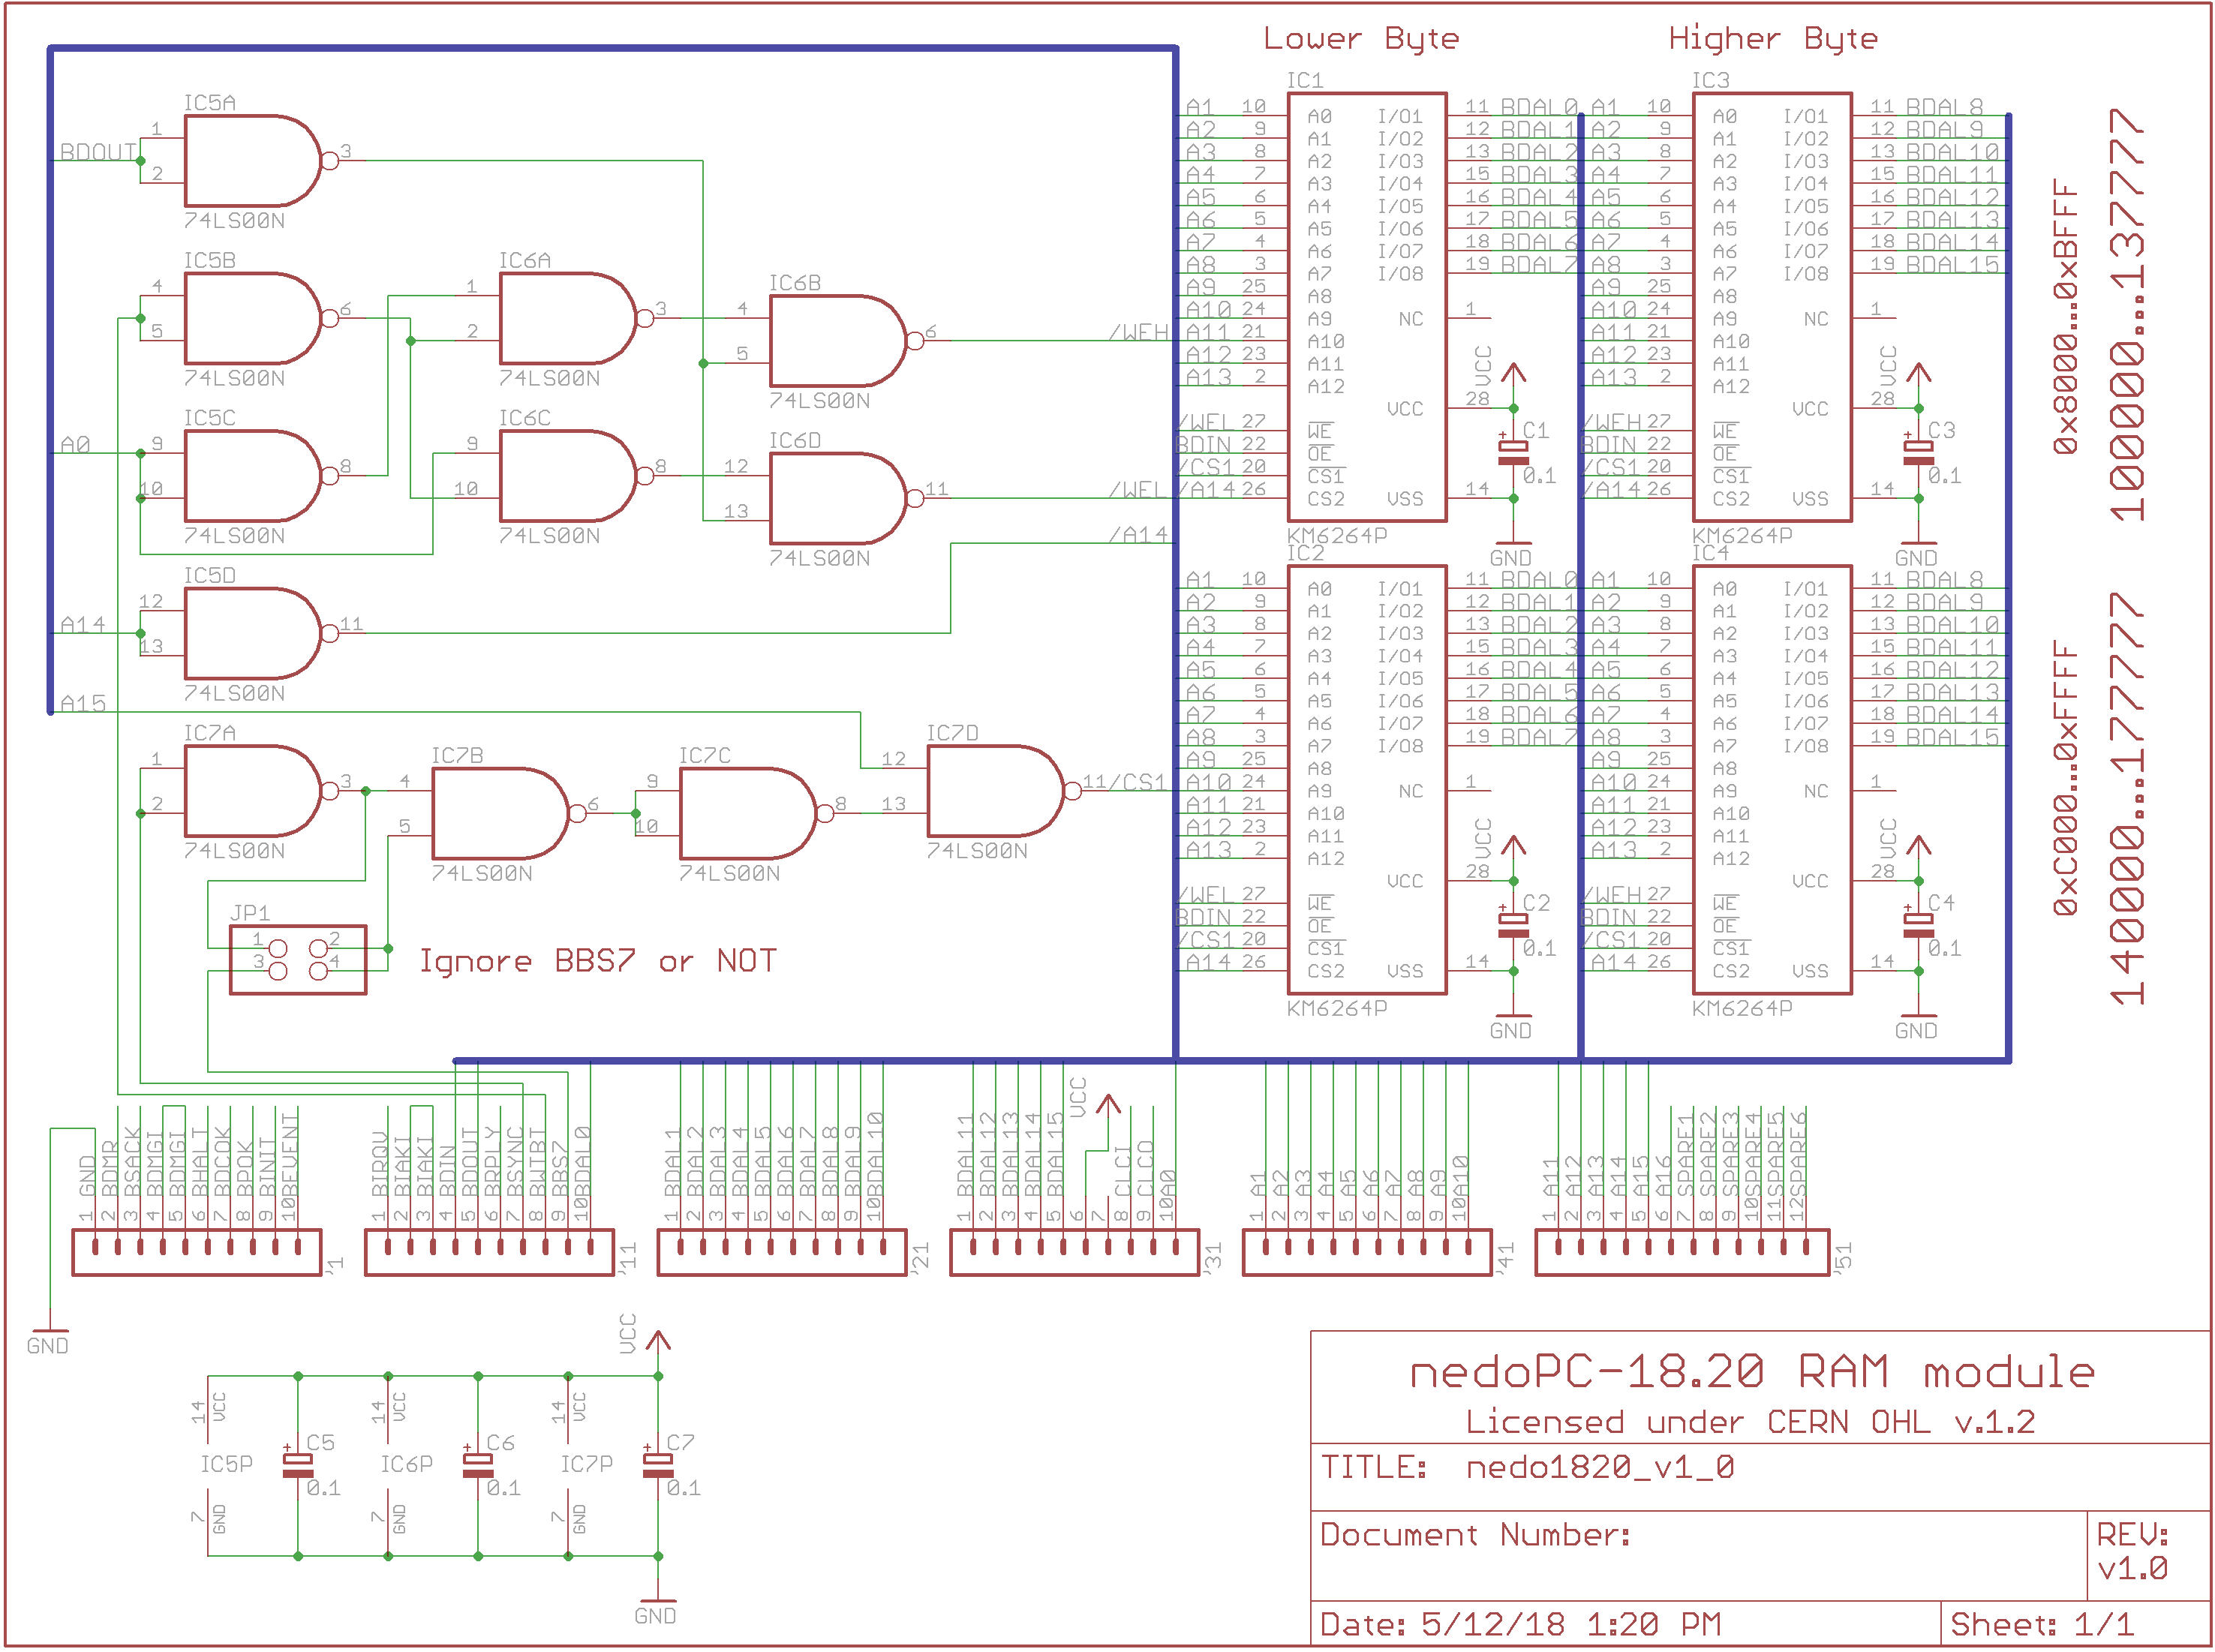 Lower Byte
Higher Byte
IC5A
1
2
3
BDOUT
74LS00N
IC5B
4
5
6
74LS00N
IC6A
1
2
3
74LS00N
IC6B
4
5
6
/WEH
74LS00N
IC5C
A0
9
10
8
74LS00N
IC6C
9
10
8
74LS00N
IC6D
12
13
11
/WEL
74LS00N
/A14
IC5D
A14
12
13
11
74LS00N
A15
IC7A
1
2
3
74LS00N
IC7B
4
5
6
74LS00N
IC7C
9
10
8
74LS00N
IC7D
12
13
11
/CS1
74LS00N
JP1
1 2
3 4
Ignore BBS7 or NOT
IC1
A1 10 A0 I/O1 11 BDAL0
A2 9 A1 I/O2 12 BDAL1
A3 8 A2 I/O3 13 BDAL2
A4 7 A3 I/O4 15 BDAL3
A5 6 A4 I/O5 16 BDAL4
A6 5 A5 I/O6 17 BDAL5
A7 4 A6 I/O7 18 BDAL6
A8 3 A7 I/O8 19 BDAL7
A9 25 A8
A10 24 A9 NC 1
A11 21 A10
A12 23 A11
A13 2 A12
VCC 28 VCC
/WEL 27 WE
BDIN 22 OE
/CS1 20 CS1
/A14 26 CS2 VSS 14
C1
0.1
GND
KM6264P
IC3
A1 10 A0 I/O1 11 BDAL8
A2 9 A1 I/O2 12 BDAL9
A3 8 A2 I/O3 13 BDAL10
A4 7 A3 I/O4 15 BDAL11
A5 6 A4 I/O5 16 BDAL12
A6 5 A5 I/O6 17 BDAL13
A7 4 A6 I/O7 18 BDAL14
A8 3 A7 I/O8 19 BDAL15
A9 25 A8
A10 24 A9 NC 1
A11 21 A10
A12 23 A11
A13 2 A12
VCC 28 VCC
/WEH 27 WE
BDIN 22 OE
/CS1 20 CS1
/A14 26 CS2 VSS 14
C3
0.1
GND
KM6264P
0x8000...0xBFFF
100000...137777
IC2
A1 10 A0 I/O1 11 BDAL0
A2 9 A1 I/O2 12 BDAL1
A3 8 A2 I/O3 13 BDAL2
A4 7 A3 I/O4 15 BDAL3
A5 6 A4 I/O5 16 BDAL4
A6 5 A5 I/O6 17 BDAL5
A7 4 A6 I/O7 18 BDAL6
A8 3 A7 I/O8 19 BDAL7
A9 25 A8
A10 24 A9 NC 1
A11 21 A10
A12 23 A11
A13 2 A12
VCC 28 VCC
/WEL 27 WE
BDIN 22 OE
/CS1 20 CS1
A14 26 CS2 VSS 14
C2
0.1
GND
KM6264P
IC4
A1 10 A0 I/O1 11 BDAL8
A2 9 A1 I/O2 12 BDAL9
A3 8 A2 I/O3 13 BDAL10
A4 7 A3 I/O4 15 BDAL11
A5 6 A4 I/O5 16 BDAL12
A6 5 A5 I/O6 17 BDAL13
A7 4 A6 I/O7 18 BDAL14
A8 3 A7 I/O8 19 BDAL15
A9 25 A8
A10 24 A9 NC 1
A11 21 A10
A12 23 A11
A13 2 A12
VCC 28 VCC
/WEH 27 WE
BDIN 22 OE
/CS1 20 CS1
A14 26 CS2 VSS 14
C4
0.1
GND
KM6264P
0xC000...0xFFFF
140000...177777
1 GND
2 BDMR
3 BSACK
4 BDMGI
5 BDMGI
6 BHALT
7 BDCOK
8 BPOK
9 BINIT
10 BEVENT
'1
1 BIRQV
2 BIAKI
3 BIAKI
4 BDIN
5 BDOUT
6 BRPLY
7 BSYNC
8 BWTBT
9 BBS7
10 BDAL0
'11
1 BDAL1
2 BDAL2
3 BDAL3
4 BDAL4
5 BDAL5
6 BDAL6
7 BDAL7
8 BDAL8
9 BDAL9
10 BDAL10
'21
1 BDAL11
2 BDAL12
3 BDAL13
4 BDAL14
5 BDAL15
6
7
VCC
8 CLCI
9 CLCO
10 A0
'31
1 A1
2 A2
3 A3
4 A4
5 A5
6 A6
7 A7
8 A8
9 A9
10 A10
'41
1 A11
2 A12
3 A13
4 A14
5 A15
6 A16
7 SPARE1
8 SPARE2
9 SPARE3
10 SPARE4
11 SPARE5
12 SPARE6
'51
GND
VCC
14 VCC
IC5P
7 GND
C5
0.1
14 VCC
IC6P
7 GND
C6
0.1
14 VCC
IC7P
7 GND
C7
0.1
GND
nedoPC-18.20 RAM module
Licensed under CERN OHL v.1.2
TITLE: nedo1820_v1_0
Document Number:
REV:
v1.0
Date: 5/12/18 1:20 PM
Sheet: 1/1